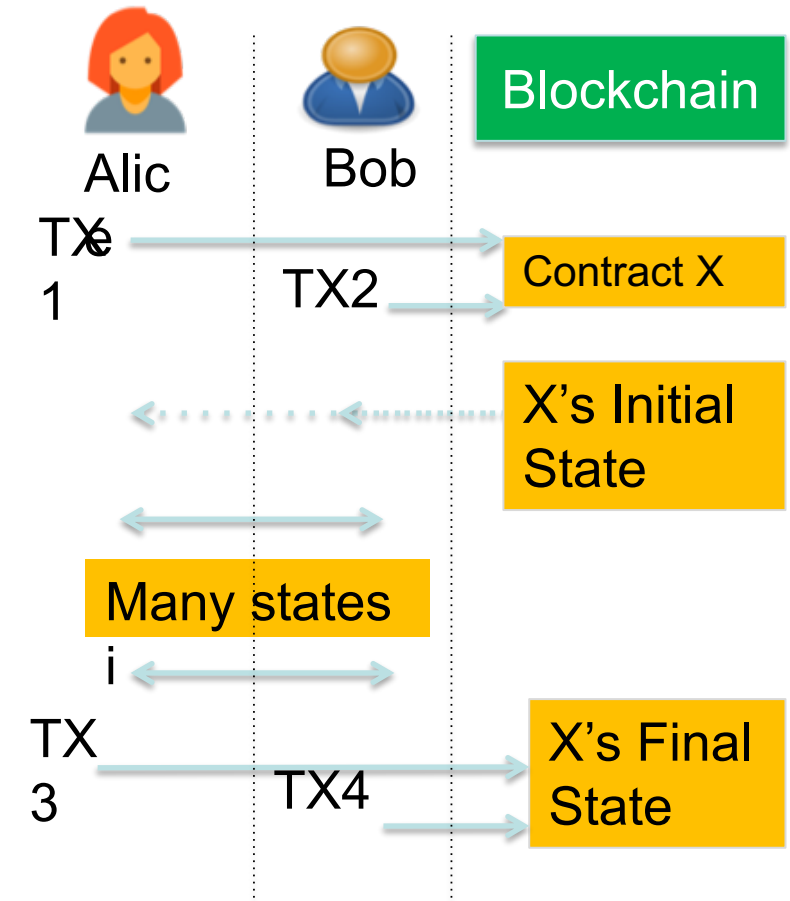 Blockchain
Alic
e
Bob
TX
1
TX2
Contract X
X’s Initial
State
Many states
i
TX
3
TX4
X’s Final
State